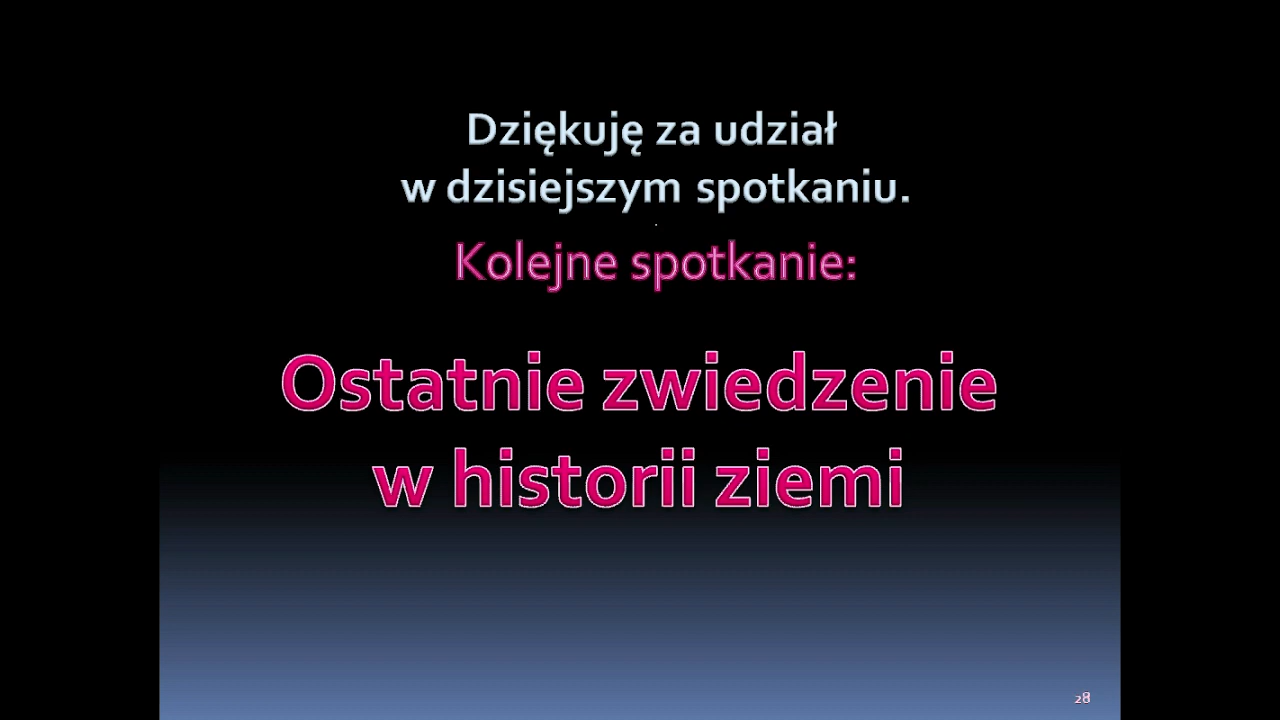 Dziękuję za udział
w dzisiejszym spotkaniu.
Kolejne spotkanie:
Ostatnie zwiedzenie
w historii ziemi
28